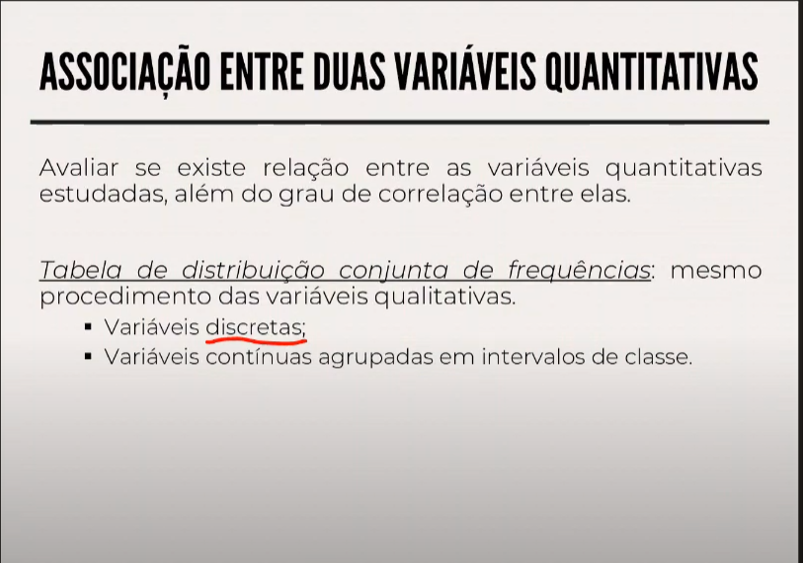 ASSOCIAÇÃO ENTRE DUAS VARIÁVEIS QUANTITATIVAS
Avaliar se existe relação entre as variáveis quantitativas
estudadas, além do grau de correlação entre elas.
Tabela de distribuição conjunta de frequências: mesmo
procedimento das variáveis qualitativas.
▪ Variáveis discretas;
▪ Variáveis contínuas agrupadas em intervalos de classe.